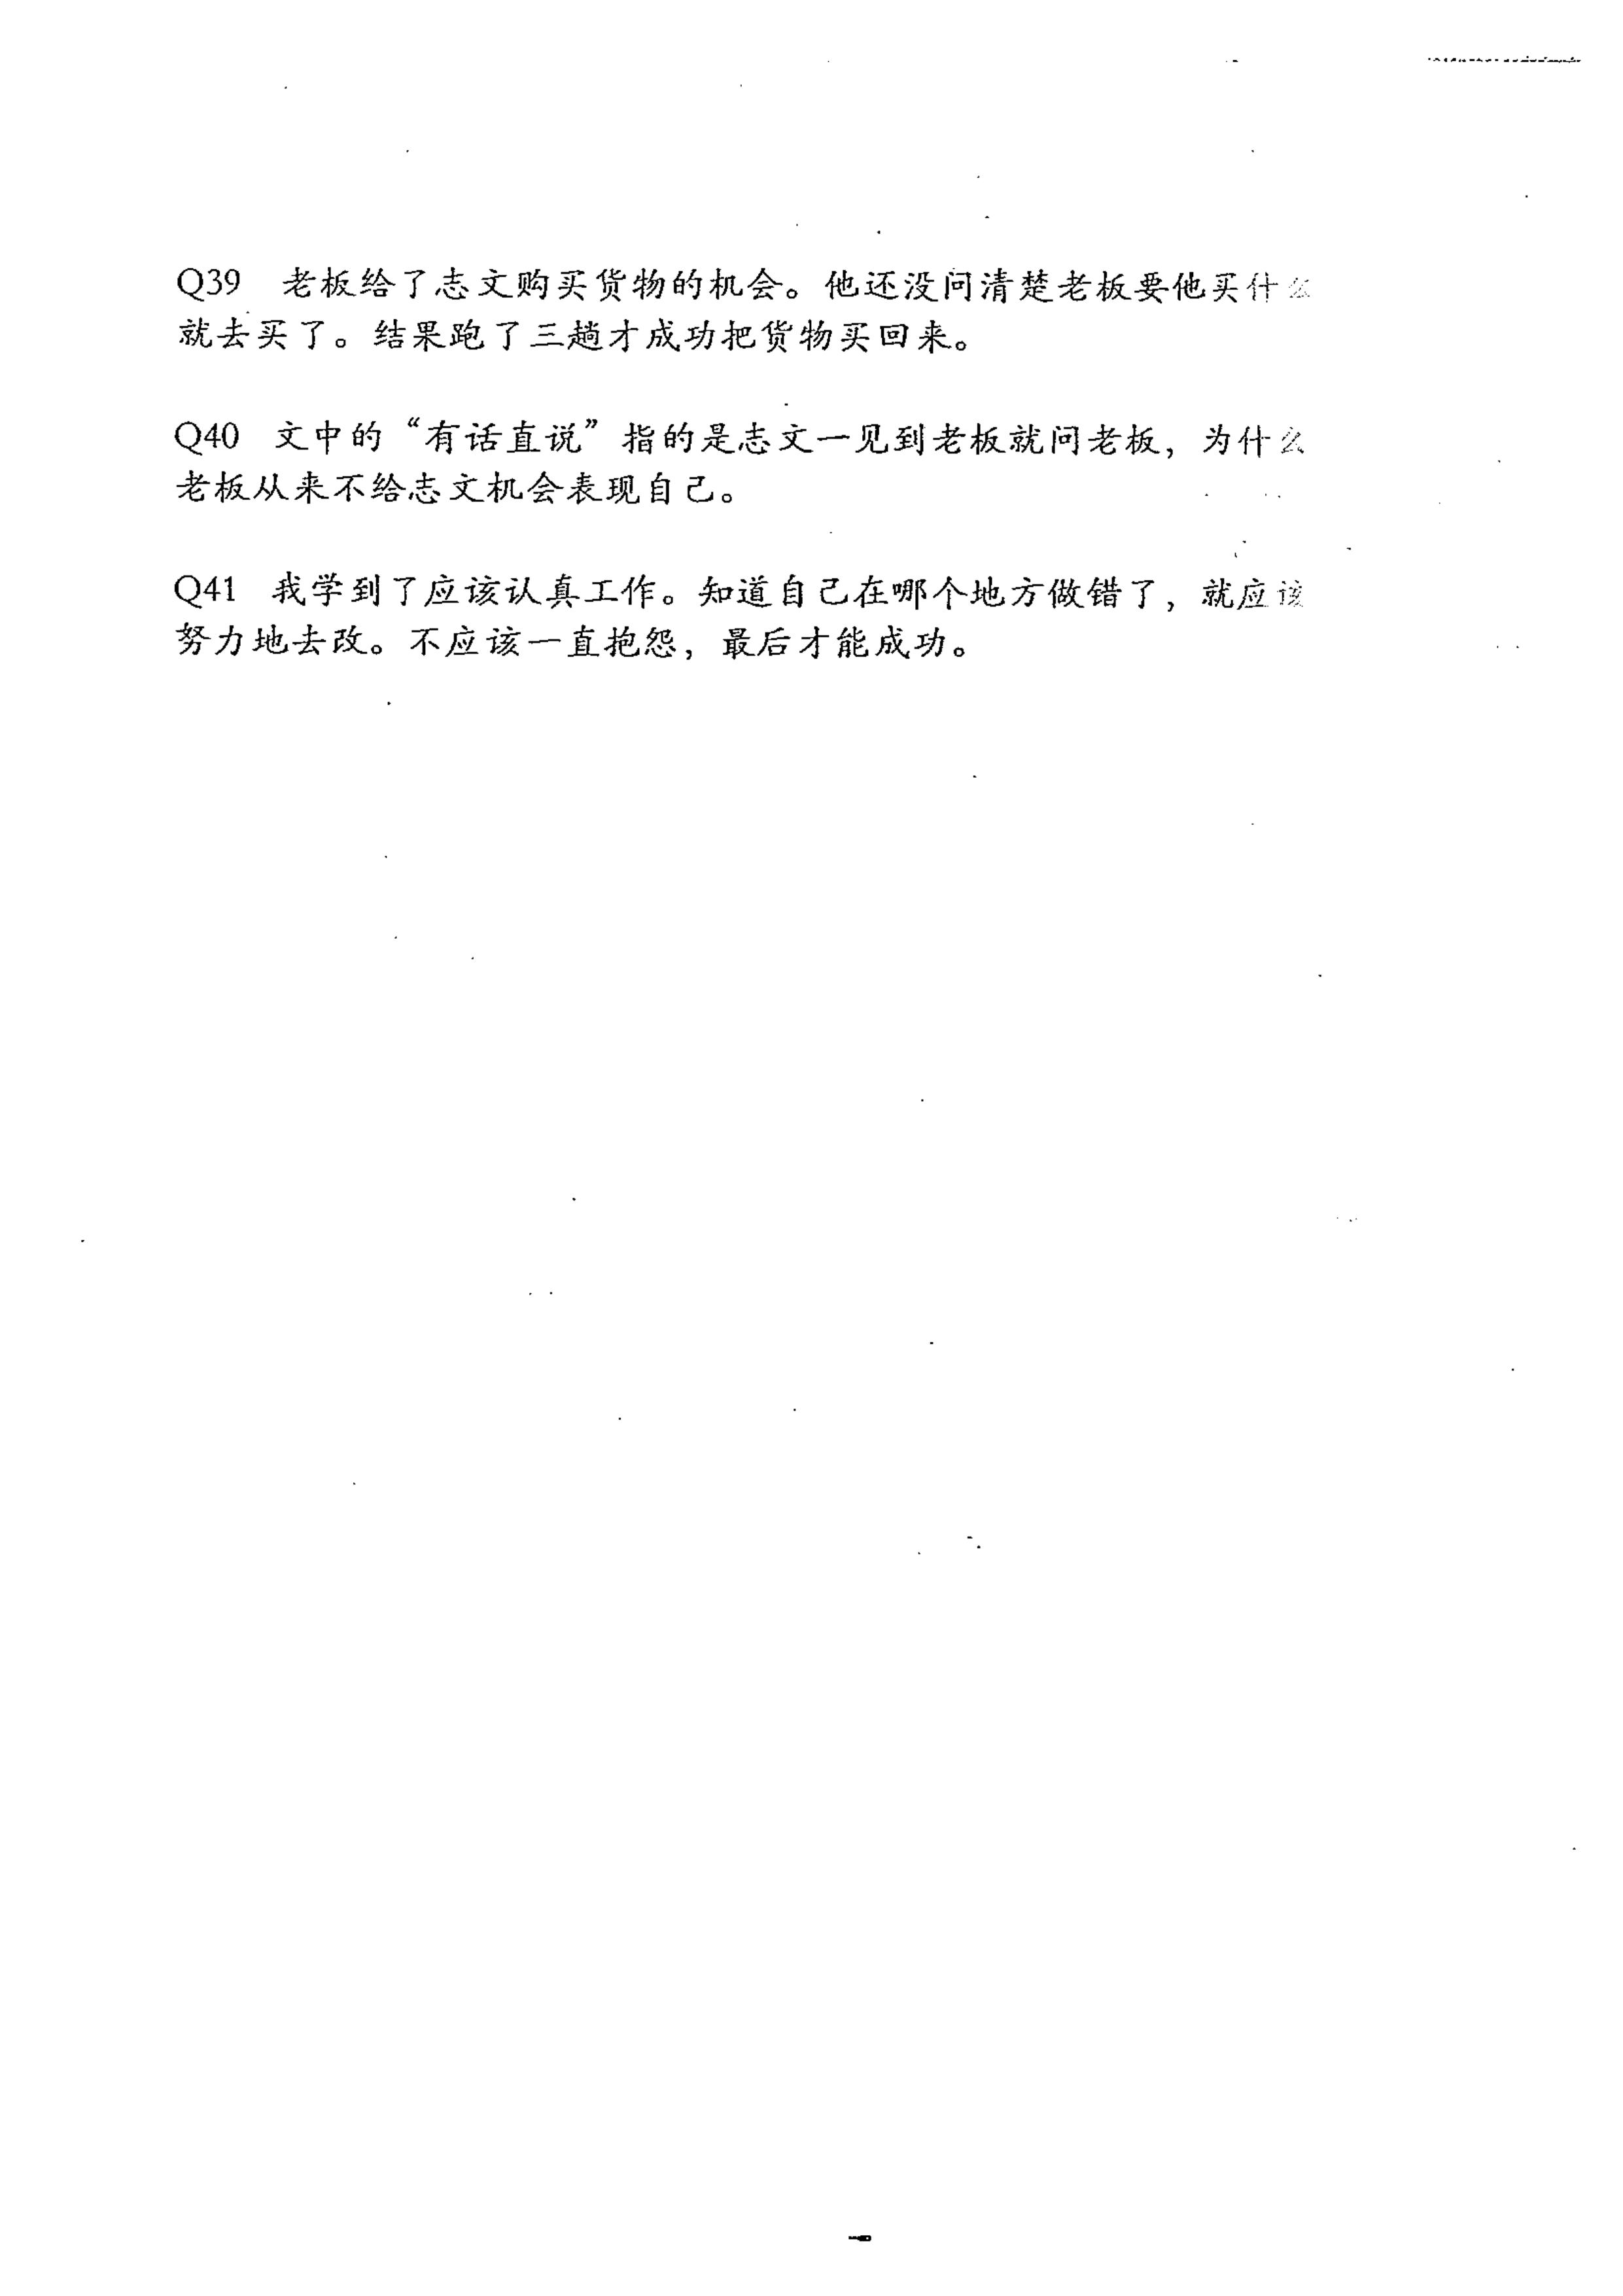 Q39 老板给了志文购买货物的机会。他还没问清楚老板要他买什么
就去买了。结果跑了三趟才成功把货物买回来。
Q40 文中的“有话直说”指的是志文一见到老板就问老板，为什么
老板从来不给志文机会表现自己。
Q41 我学到了应该认真工作。知道自己在哪个地方做错了，就应该
努力地去改。不应该一直抱怨，最后才能成功。